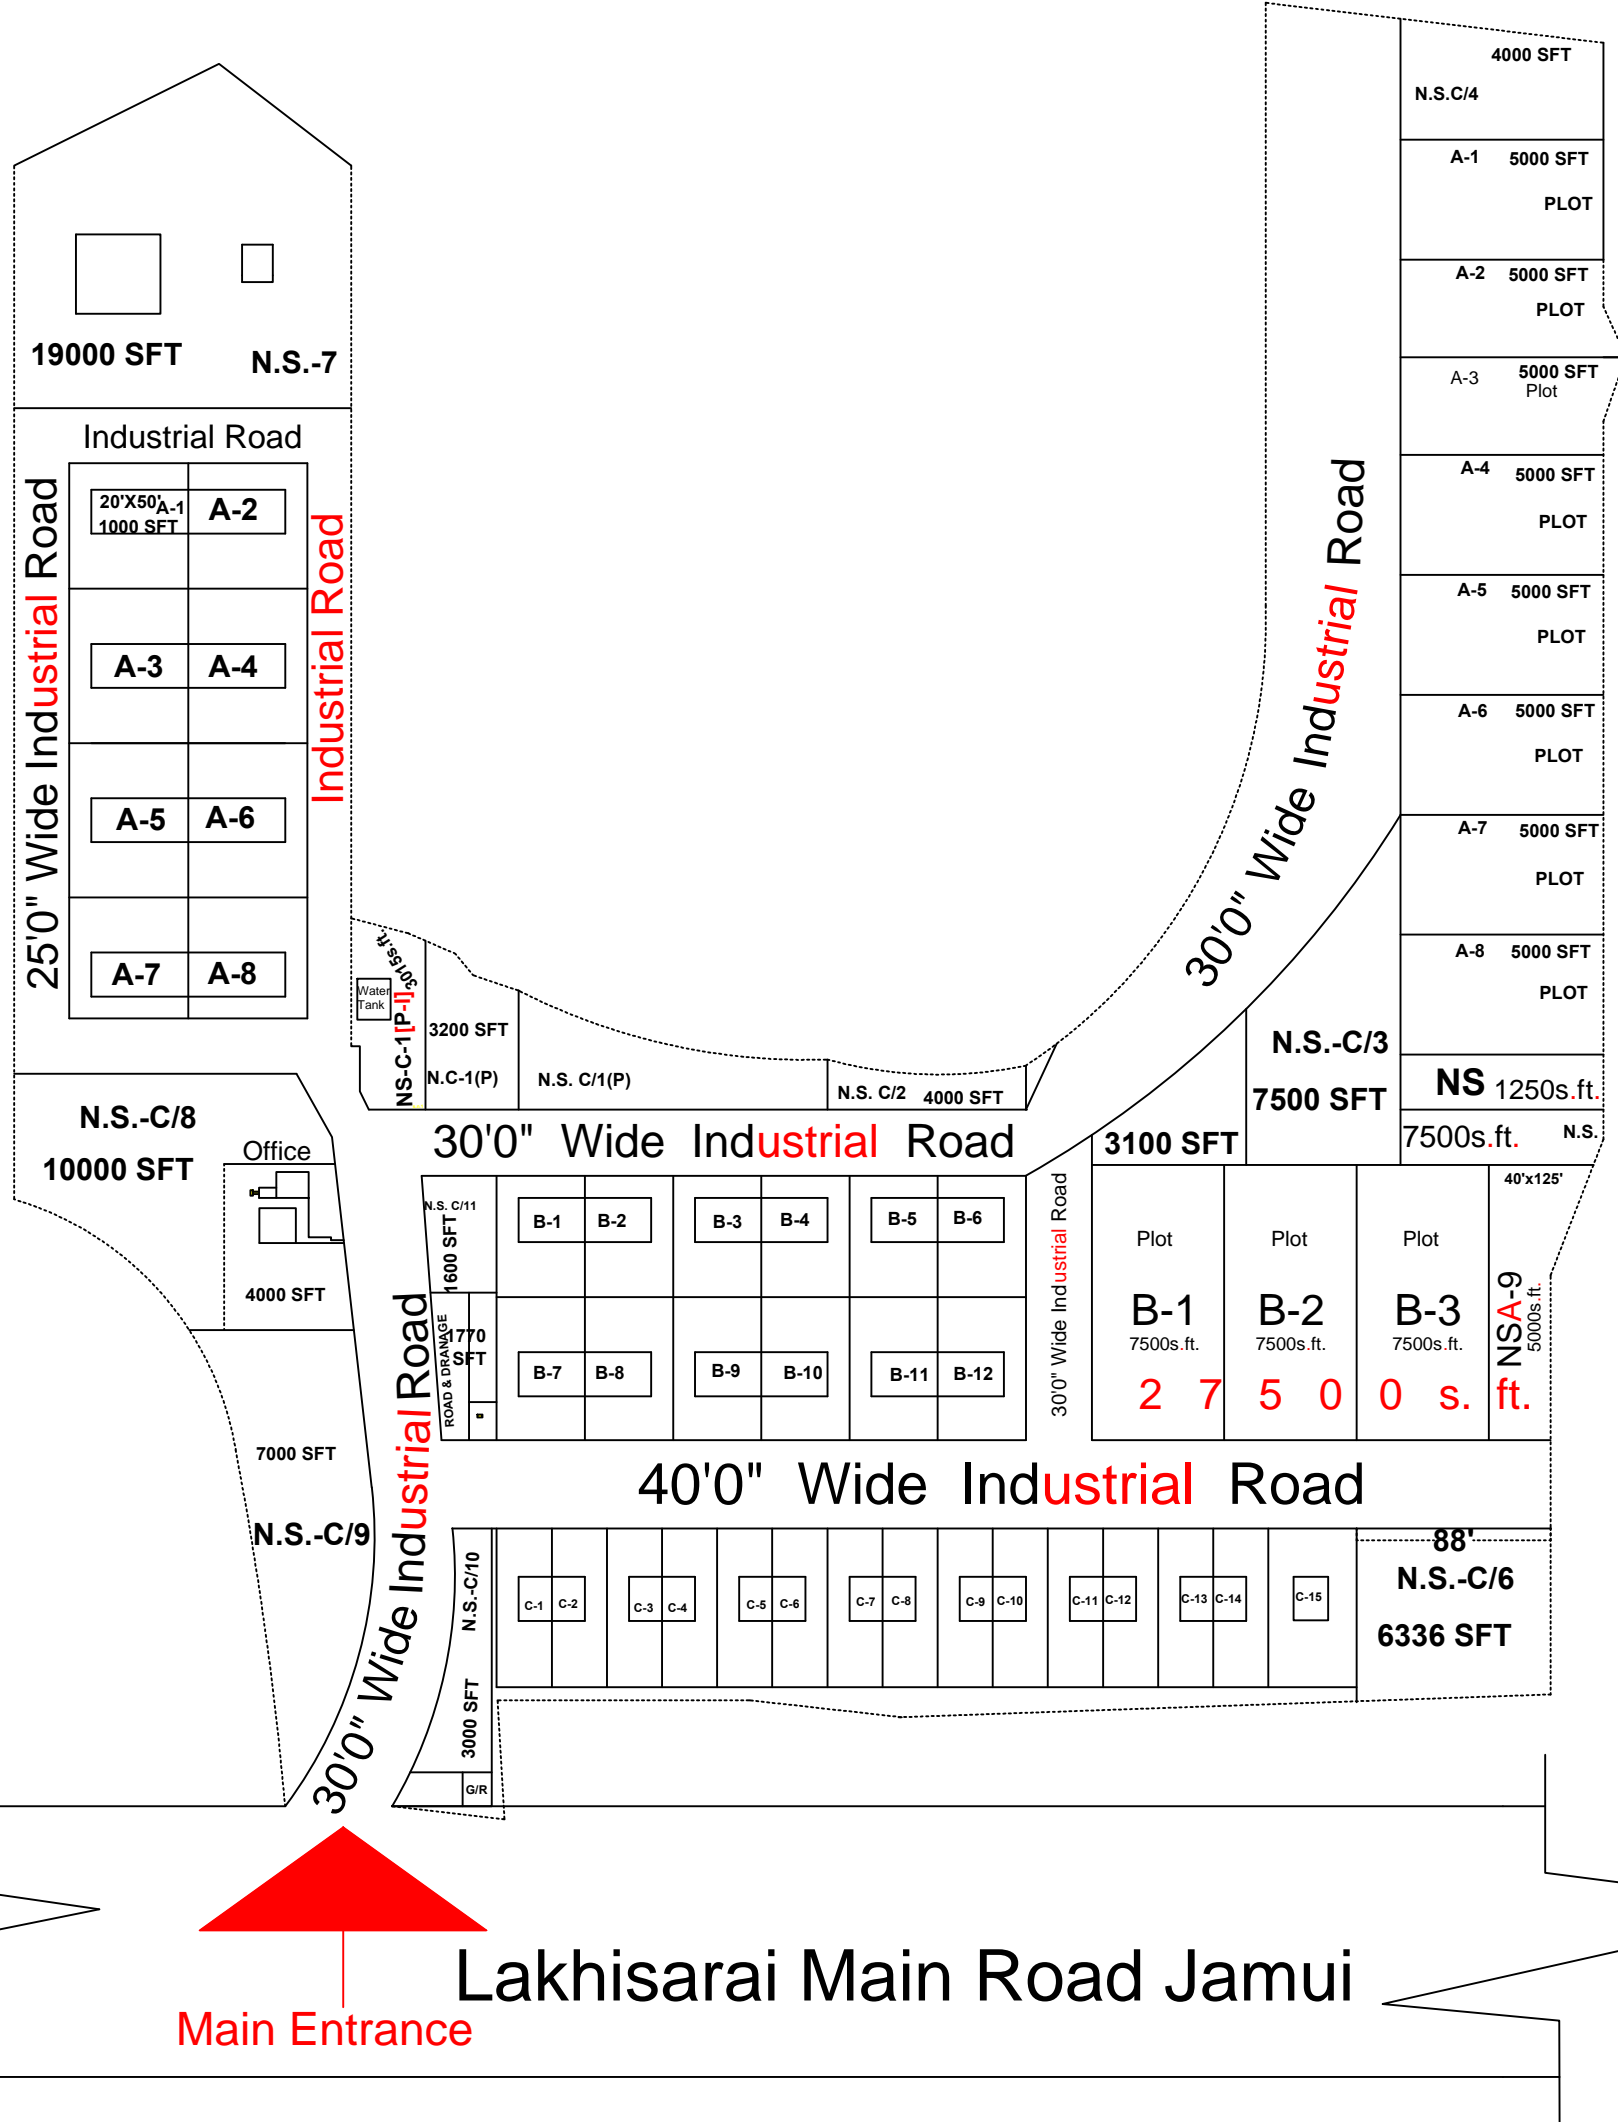 4000 SFT
N.S.C/4
A-1 5000 SFT
PLOT
A-2 5000 SFT
PLOT
A-3 5000 SFT
Plot
A-4 5000 SFT
PLOT
A-5 5000 SFT
PLOT
A-6 5000 SFT
PLOT
A-7 5000 SFT
PLOT
A-8 5000 SFT
PLOT
19000 SFT N.S.-7
Industrial Road
25'0" Wide Industrial Road
Industrial Road
20'X50' A-1
1000 SFT
A-2
A-3 A-4
A-5 A-6
A-7 A-8
30'0" Wide Industrial Road
3015s.ft.
Water
Tank
NS-C-1[P-I]
3200 SFT
N.C-1(P)
N.S. C/1(P)
N.S. C/2 4000 SFT
N.S.-C/3
7500 SFT
NS 1250s.ft.
7500s.ft. N.S.
3100 SFT
N.S.-C/8
10000 SFT
Office
4000 SFT
30'0" Wide Industrial Road
N.S. C/11
1600 SFT
1770
SFT
ROAD & DRANAGE
B-1 B-2 B-3 B-4 B-5 B-6
B-7 B-8 B-9 B-10 B-11 B-12
30'0" Wide Industrial Road
Plot
B-1
7500s.ft.
Plot
B-2
7500s.ft.
Plot
B-3
7500s.ft.
40'x125'
NSA-9
5000s.ft.
2 7 5 0 0 s. ft.
7000 SFT
N.S.-C/9
30'0" Wide Industrial Road
40'0" Wide Industrial Road
N.S.-C/10
3000 SFT
G/R
C-1 C-2 C-3 C-4 C-5 C-6 C-7 C-8 C-9 C-10 C-11 C-12 C-13 C-14 C-15
88'
N.S.-C/6
6336 SFT
30'0" Wide Industrial Road
Lakhisarai Main Road Jamui
Main Entrance